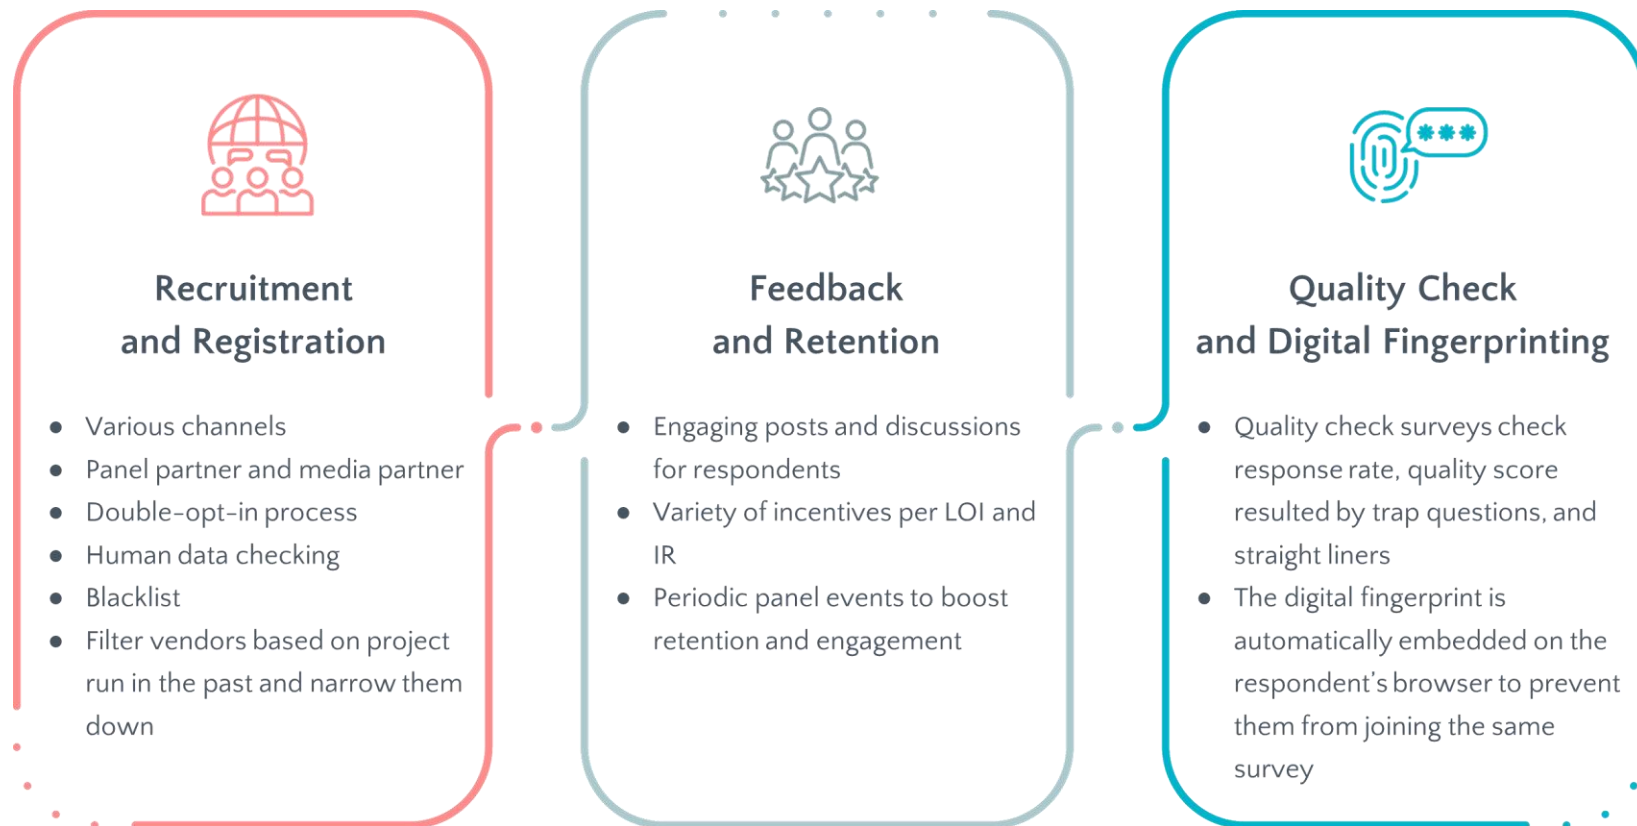 Recruitment
and Registration
● Various channels
● Panel partner and media partner
● Double-opt-in process
● Human data checking
● Blacklist
● Filter vendors based on project
run in the past and narrow them
down
Feedback
and Retention
● Engaging posts and discussions
for respondents
● Variety of incentives per LOI and
IR
● Periodic panel events to boost
retention and engagement
Quality Check
and Digital Fingerprinting
● Quality check surveys check
response rate, quality score
resulted by trap questions, and
straight liners
● The digital fingerprint is
automatically embedded on the
respondent's browser to prevent
them from joining the same
survey